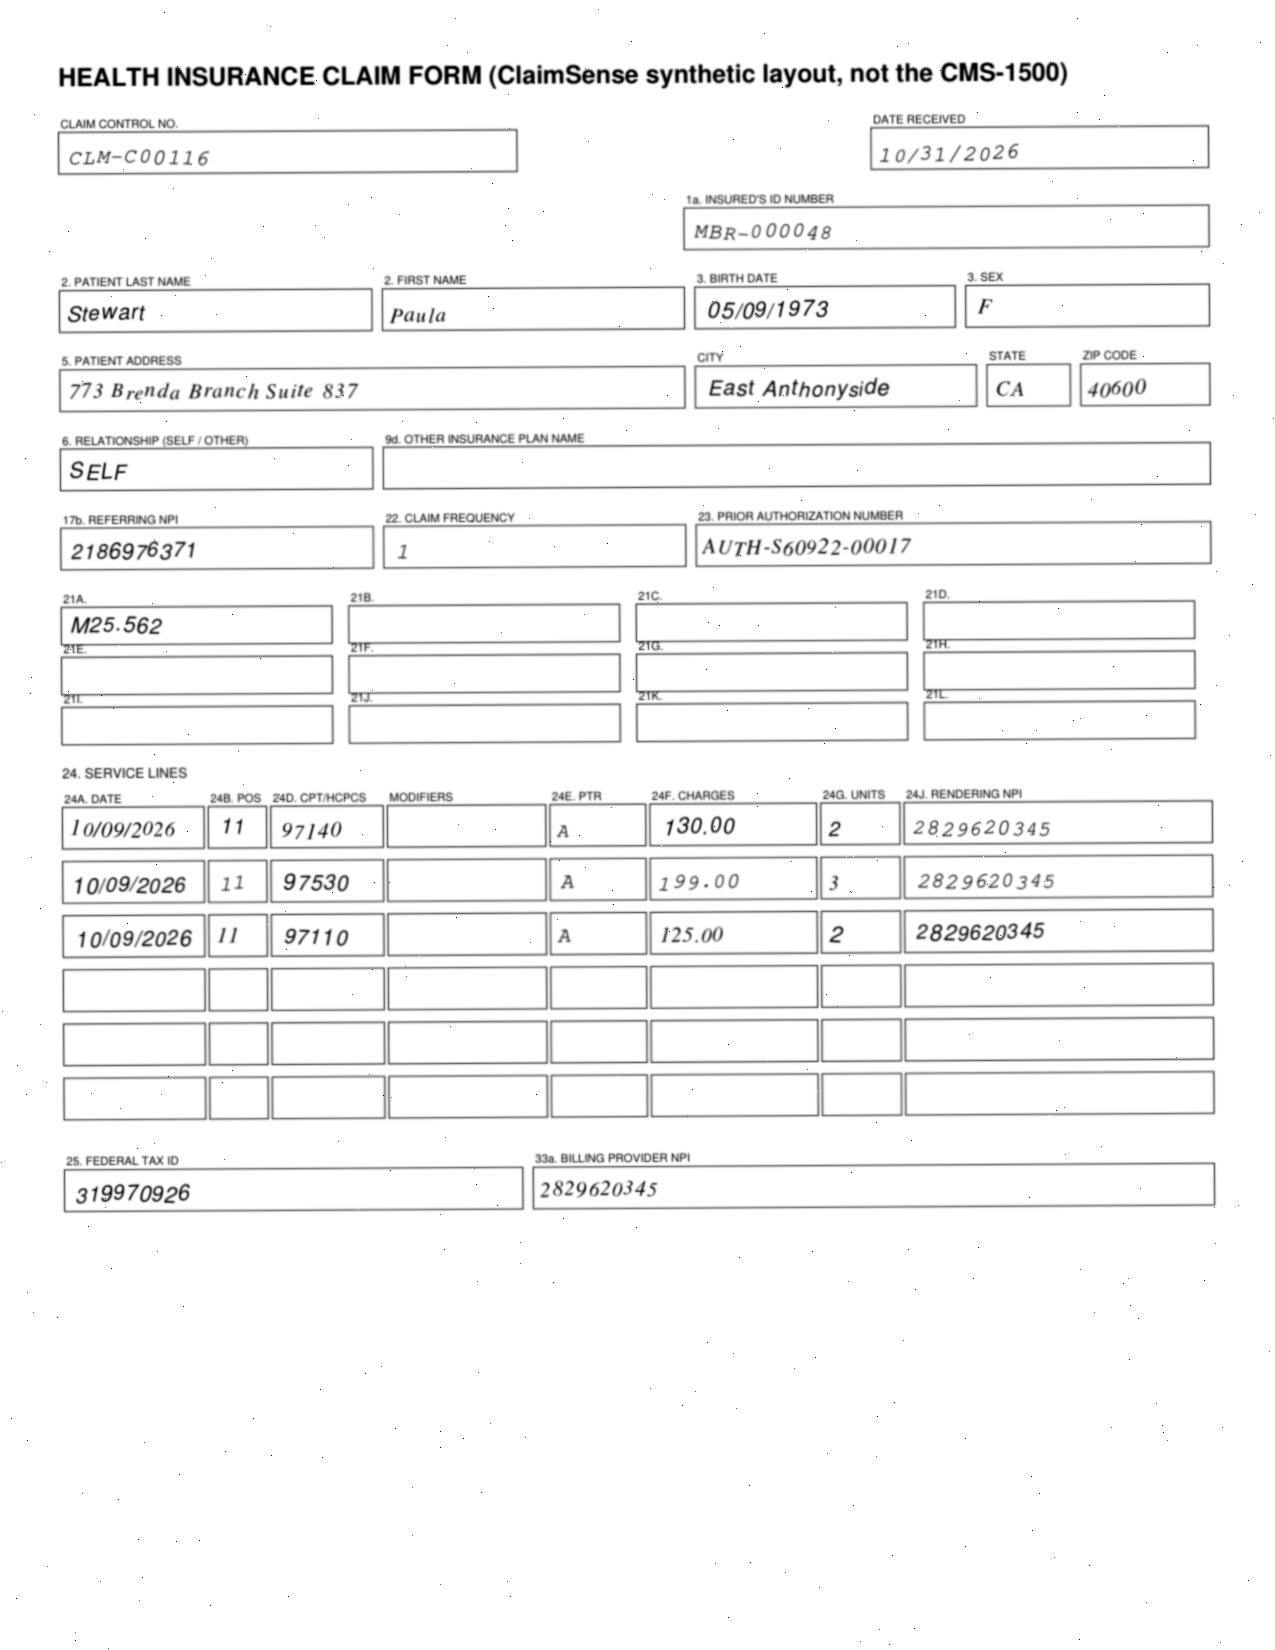 HEALTH INSURANCE CLAIM FORM (ClaimSense synthetic layout, not the CMS-1500)
CLAIM CONTROL NO. DATE RECEIVED
CLM-C00116 10/31/2026
1a. INSURED'S ID NUMBER
MBR-000048
2. PATIENT LAST NAME 2. FIRST NAME 3. BIRTH DATE 3. SEX
Stewart Paula 05/09/1973 F
5. PATIENT ADDRESS CITY STATE ZIP CODE
773 Brenda Branch Suite 837 East Anthonyside CA 40600
6. RELATIONSHIP (SELF / OTHER) 9d. OTHER INSURANCE PLAN NAME
SELF
17b. REFERRING NPI 22. CLAIM FREQUENCY 23. PRIOR AUTHORIZATION NUMBER
2186976371 1 AUTH-S60922-00017
21A. 21B. 21C. 21D.
M25.562
21E. 21F. 21G. 21H.
21I. 21J. 21K. 21L.
24. SERVICE LINES
24A. DATE 24B. POS 24D. CPT/HCPCS MODIFIERS 24E. PTR 24F. CHARGES 24G. UNITS 24J. RENDERING NPI
10/09/2026 11 97140 A 130.00 2 2829620345
10/09/2026 11 97530 A 199.00 3 2829620345
10/09/2026 11 97110 A 125.00 2 2829620345
25. FEDERAL TAX ID 33a. BILLING PROVIDER NPI
319970926 2829620345